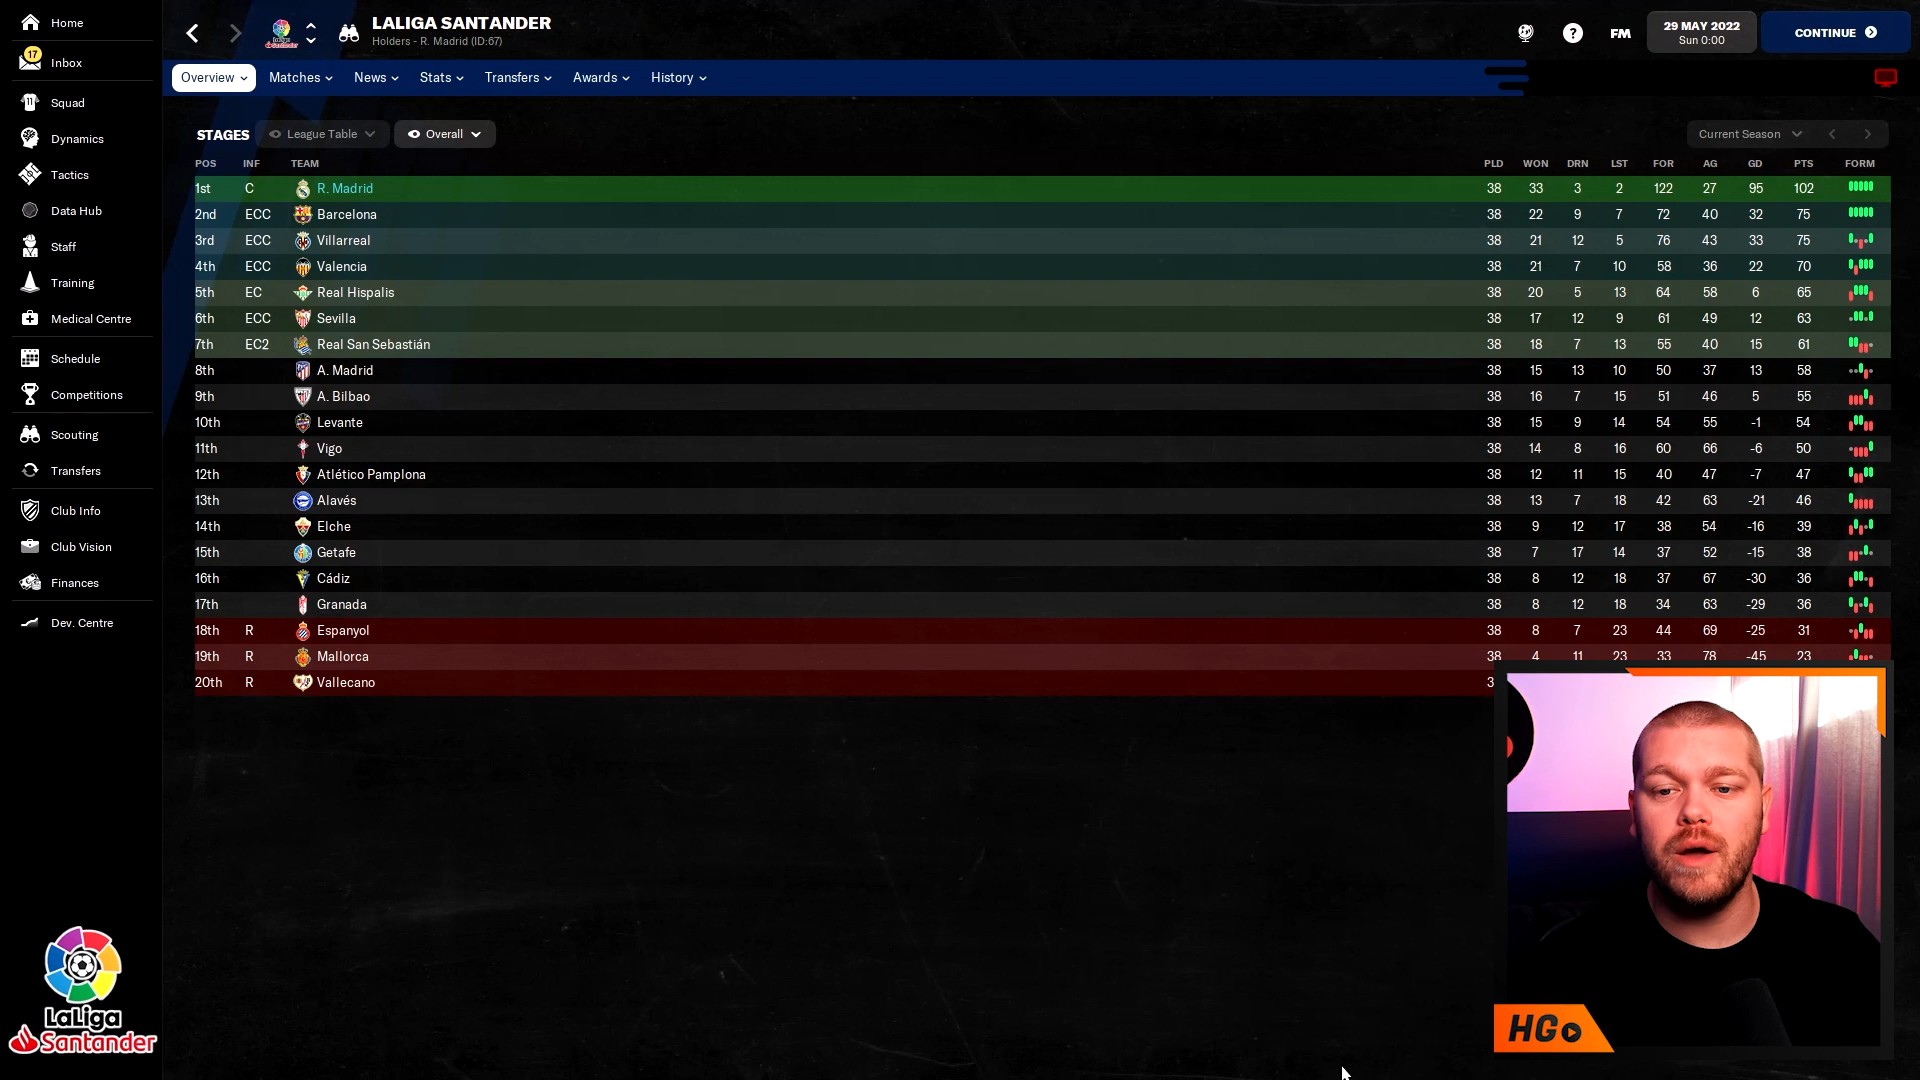 Home
17
Inbox
Squad
Dynamics
Tactics
Data Hub
Staff
Training
Medical Centre
Schedule
Competitions
Scouting
Transfers
Club Info
Club Vision
Finances
Dev. Centre
LaLiga
Santander
LALIGA SANTANDER
Holders - R. Madrid (ID:67)
? FM 29 MAY 2022 CONTINUE
Sun 0:00
Overview Matches News Stats Transfers Awards History
STAGES League Table Overall Current Season
POS INF TEAM PLD WON DRN LST FOR AG GD PTS FORM
1st C R. Madrid 38 33 3 2 122 27 95 102
2nd ECC Barcelona 38 22 9 7 72 40 32 75
3rd ECC Villarreal 38 21 12 5 76 43 33 75
4th ECC Valencia 38 21 7 10 58 36 22 70
5th EC Real Hispalis 38 20 5 13 64 58 6 65
6th ECC Sevilla 38 17 12 9 61 49 12 63
7th EC2 Real San Sebastián 38 18 7 13 55 40 15 61
8th A. Madrid 38 15 13 10 50 37 13 58
9th A. Bilbao 38 16 7 15 51 46 5 55
10th Levante 38 15 9 14 54 55 -1 54
11th Vigo 38 14 8 16 60 66 -6 50
12th Atlético Pamplona 38 12 11 15 40 47 -7 47
13th Alavés 38 13 7 18 42 63 -21 46
14th Elche 38 9 12 17 38 54 -16 39
15th Getafe 38 7 17 14 37 52 -15 38
16th Cádiz 38 8 12 18 37 67 -30 36
17th Granada 38 8 12 18 34 63 -29 36
18th R Espanyol 38 8 7 23 44 69 -25 31
19th R Mallorca 38 4 11 23 33 78 -45 23
20th R Vallecano 3
HG